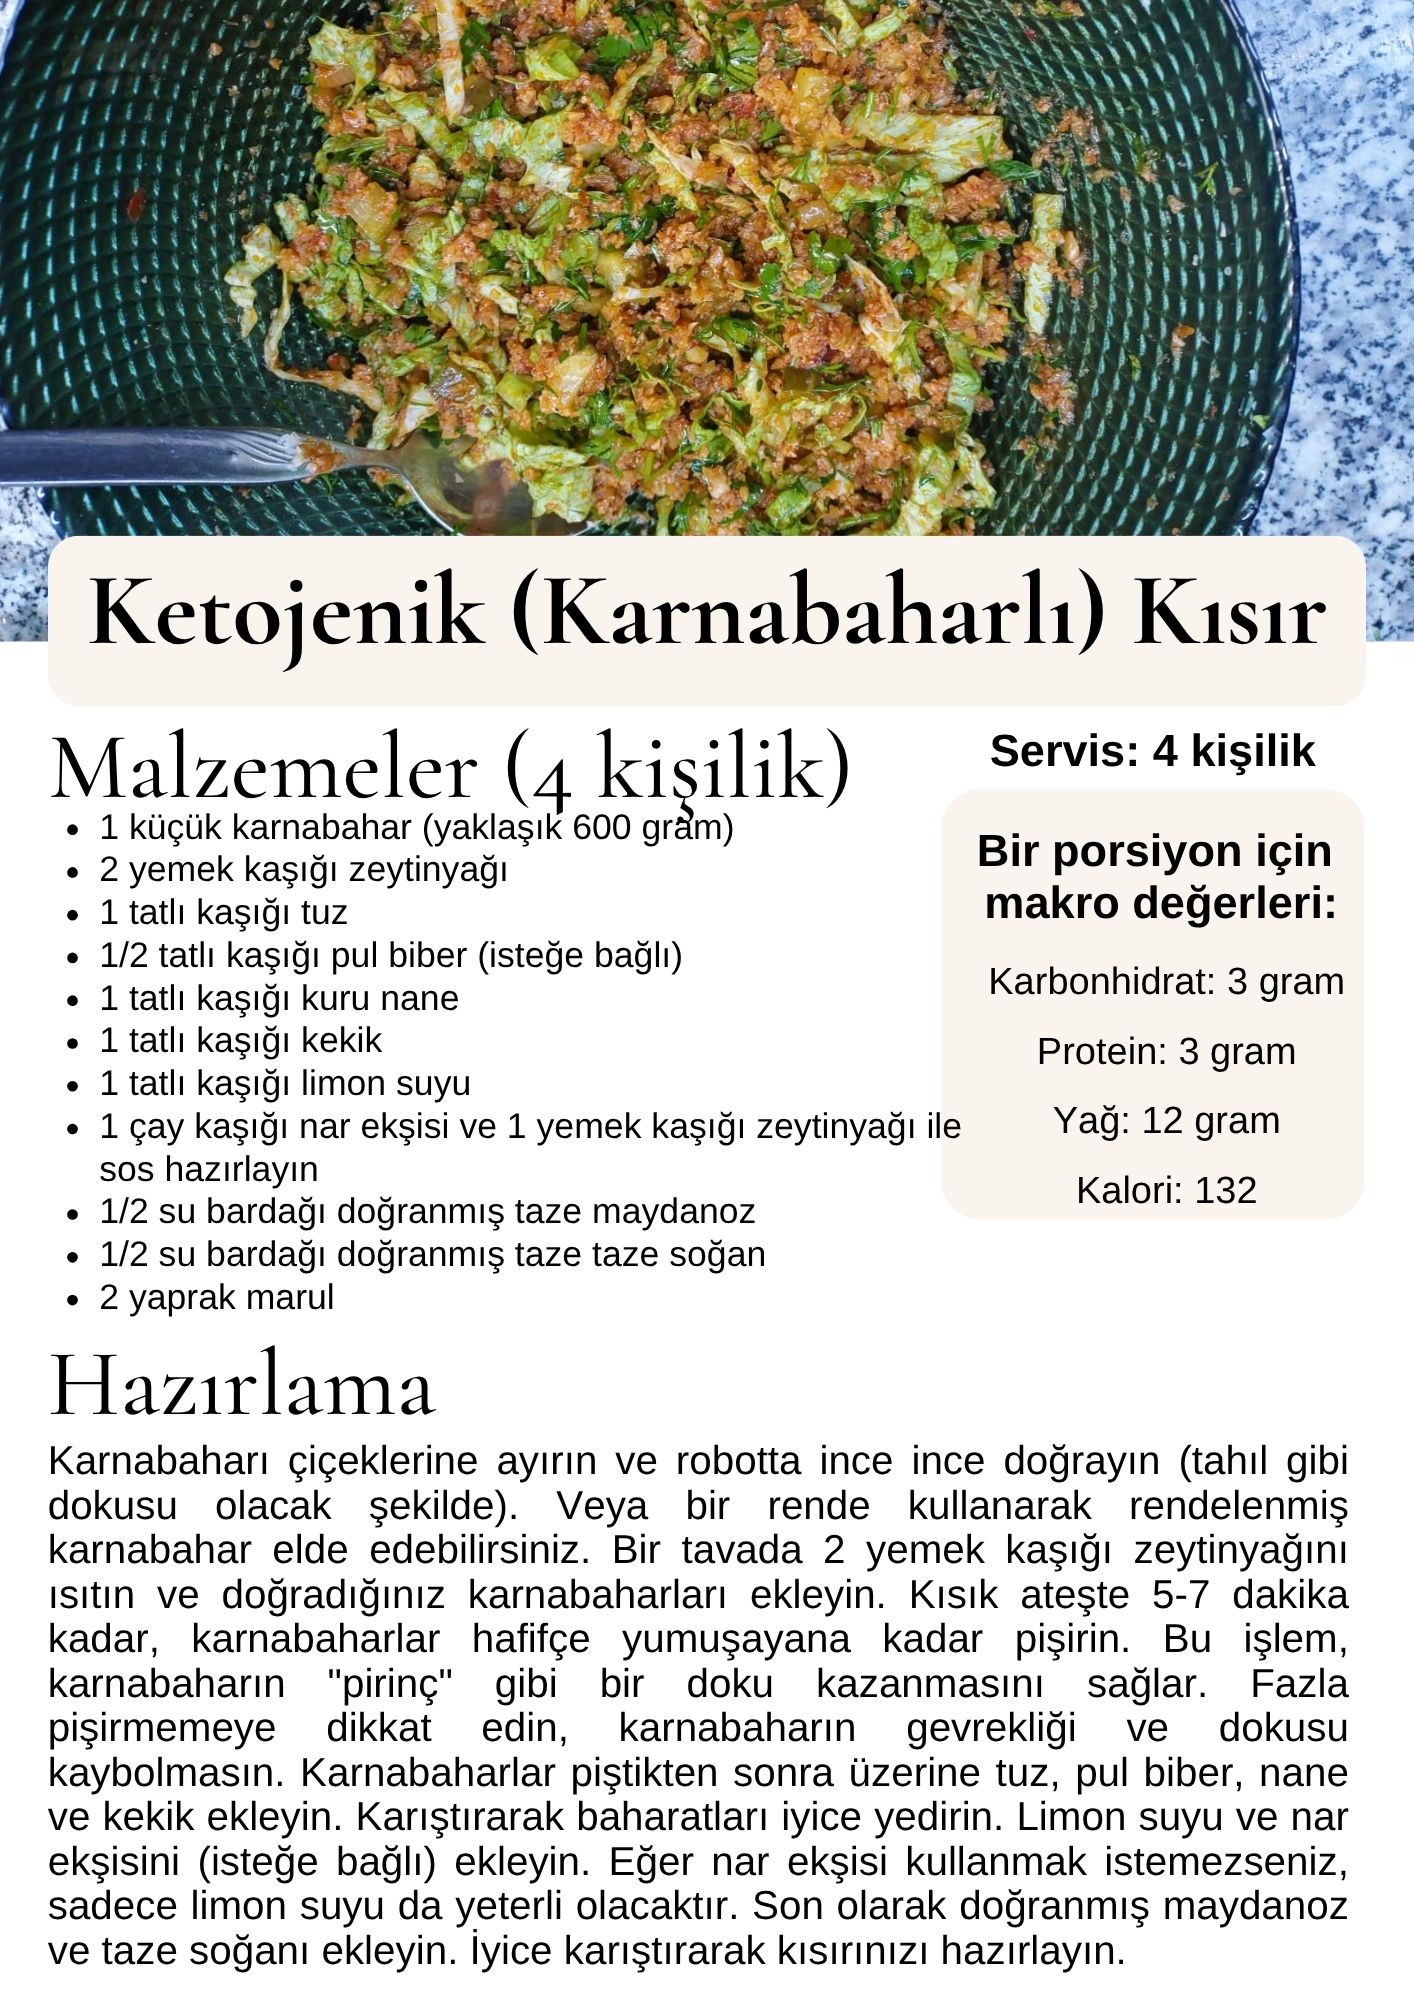 Ketojenik (Karnabaharlı) Kısır
Malzemeler (4 kişilik)
1 küçük karnabahar (yaklaşık 600 gram)
2 yemek kaşığı zeytinyağı
1 tatlı kaşığı tuz
1/2 tatlı kaşığı pul biber (isteğe bağlı)
1 tatlı kaşığı kuru nane
1 tatlı kaşığı kekik
1 tatlı kaşığı limon suyu
1 çay kaşığı nar ekşisi ve 1 yemek kaşığı zeytinyağı ile
sos hazırlayın
1/2 su bardağı doğranmış taze maydanoz
1/2 su bardağı doğranmış taze taze soğan
2 yaprak marul
Servis: 4 kişilik
Bir porsiyon için
makro değerleri:
Karbonhidrat: 3 gram
Protein: 3 gram
Yağ: 12 gram
Kalori: 132
Hazırlama
Karnabaharı çiçeklerine ayırın ve robotta ince ince doğrayın (tahıl gibi
dokusu olacak şekilde). Veya bir rende kullanarak rendelenmiş
karnabahar elde edebilirsiniz. Bir tavada 2 yemek kaşığı zeytinyağını
ısıtın ve doğradığınız karnabaharları ekleyin. Kısık ateşte 5-7 dakika
kadar, karnabaharlar hafifçe yumuşayana kadar pişirin. Bu işlem,
karnabaharın "pirinç" gibi bir doku kazanmasını sağlar. Fazla
pişirmemeye dikkat edin, karnabaharın gevrekliği ve dokusu
kaybolmasın. Karnabaharlar piştikten sonra üzerine tuz, pul biber, nane
ve kekik ekleyin. Karıştırarak baharatları iyice yedirin. Limon suyu ve nar
ekşisini (isteğe bağlı) ekleyin. Eğer nar ekşisi kullanmak istemezseniz,
sadece limon suyu da yeterli olacaktır. Son olarak doğranmış maydanoz
ve taze soğanı ekleyin. İyice karıştırarak kısırınızı hazırlayın.